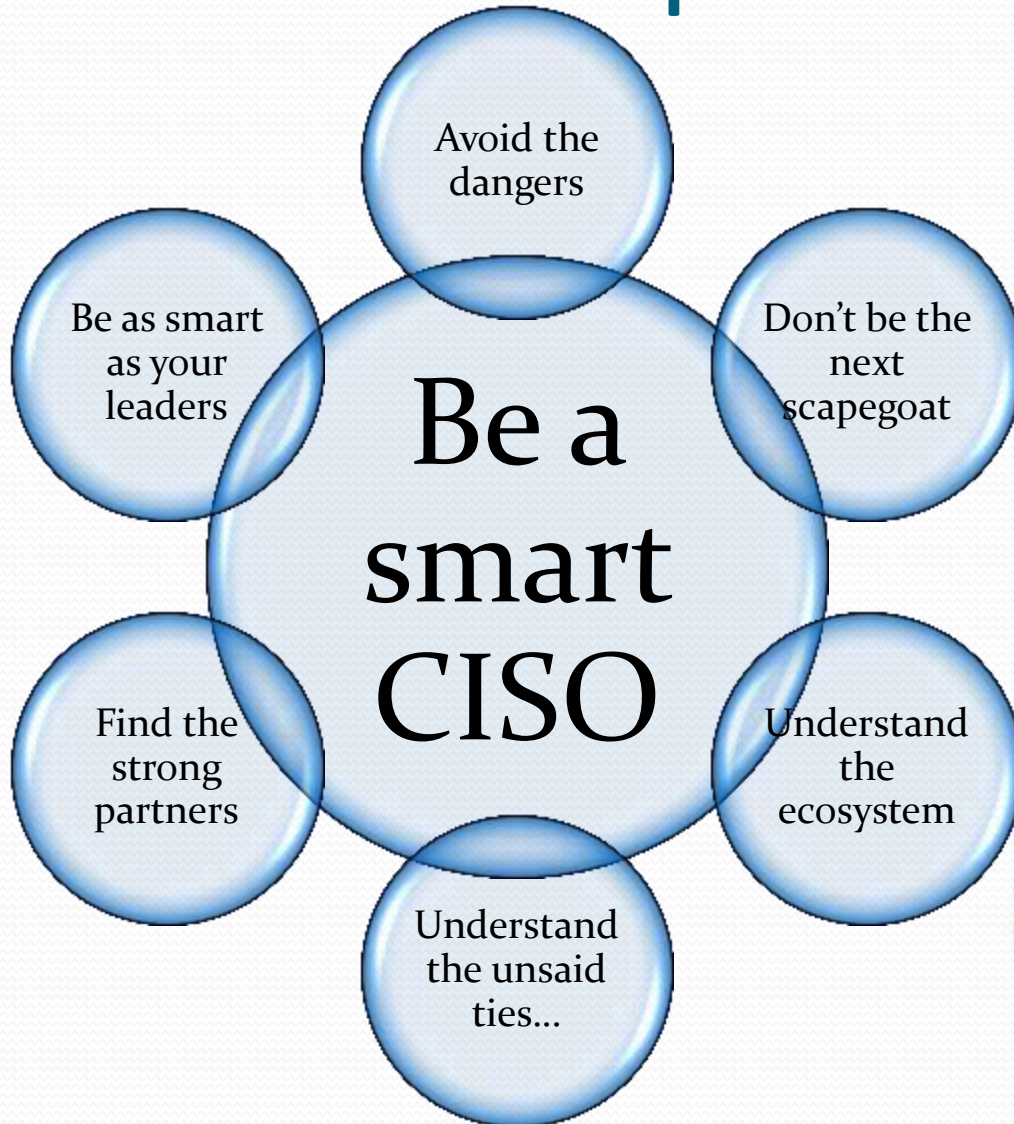 Avoid the
dangers
Don't be the
next
scapegoat
Understand
the
ecosystem
Understand
the unsaid
ties...
Find the
strong
partners
Be as smart
as your
leaders
Be a
smart
CISO